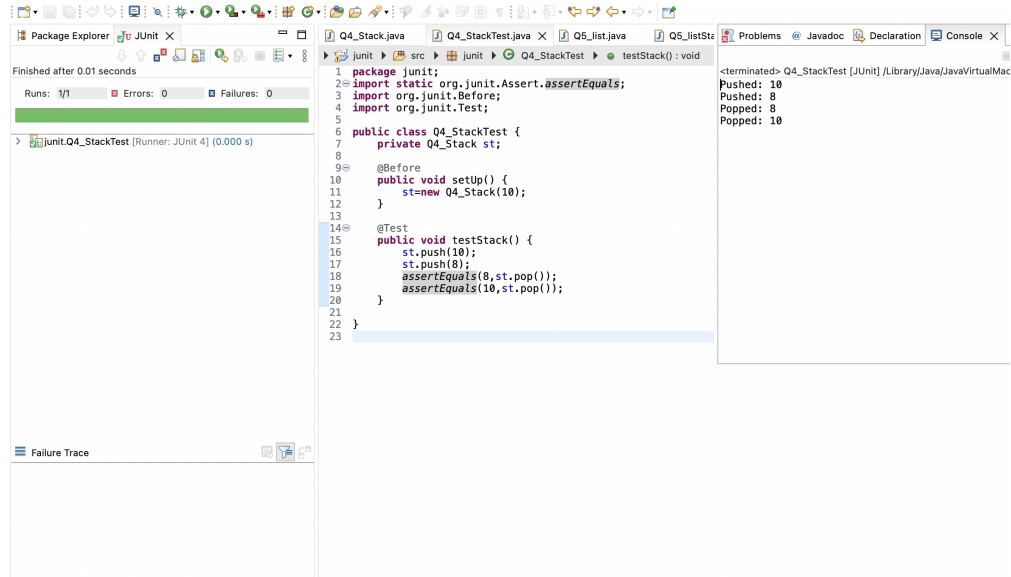 Package Explorer
JUnit
Finished after 0.01 seconds
Runs: 1/1
Errors: 0
Failures: 0
junit.Q4_StackTest [Runner: JUnit 4] (0.000 s)
Failure Trace
Q4_Stack.java
Q4_StackTest.java
Q5_list.java
Q5_listSta
junit
src
junit
Q4_StackTest
testStack() : void
1 package junit;
2 import static org.junit.Assert.assertEquals;
3 import org.junit.Before;
4 import org.junit.Test;
5
6 public class Q4_StackTest {
7 private Q4_Stack st;
8
9 @Before
10 public void setUp() {
11 st=new Q4_Stack(10);
12 }
13
14 @Test
15 public void testStack() {
16 st.push(10);
17 st.push(8);
18 assertEquals(8,st.pop());
19 assertEquals(10,st.pop());
20 }
21
22 }
23
Problems
@ Javadoc
Declaration
Console
<terminated> Q4_StackTest [JUnit] /Library/Java/JavaVirtualMac
Pushed: 10
Pushed: 8
Popped: 8
Popped: 10